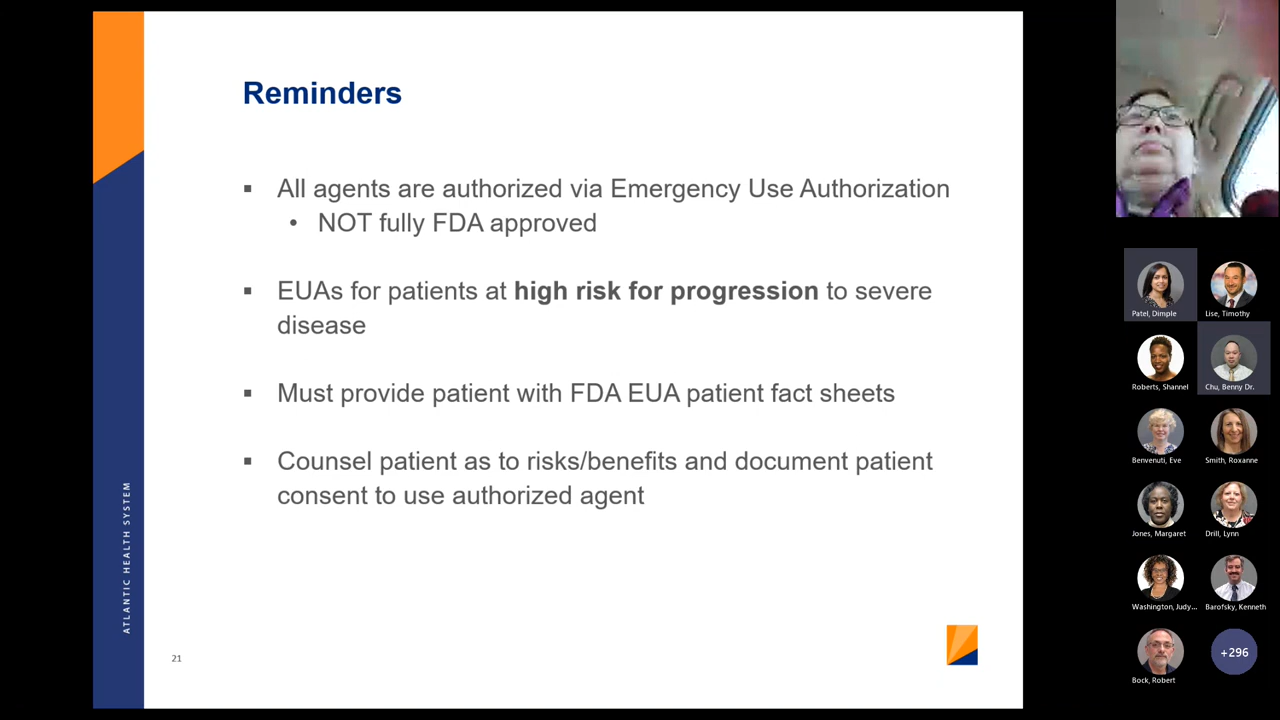 Reminders
▪ All agents are authorized via Emergency Use Authorization
• NOT fully FDA approved
▪ EUAs for patients at high risk for progression to severe
disease
▪ Must provide patient with FDA EUA patient fact sheets
▪ Counsel patient as to risks/benefits and document patient
consent to use authorized agent
ATLANTIC HEALTH SYSTEM
21
Patel, Dimple
Lise, Timothy
Roberts, Shannel
Chu, Benny Dr.
Benvenuti, Eve
Smith, Roxanne
Jones, Margaret
Drill, Lynn
Washington, Judy...
Barofsky, Kenneth
Bock, Robert
+296